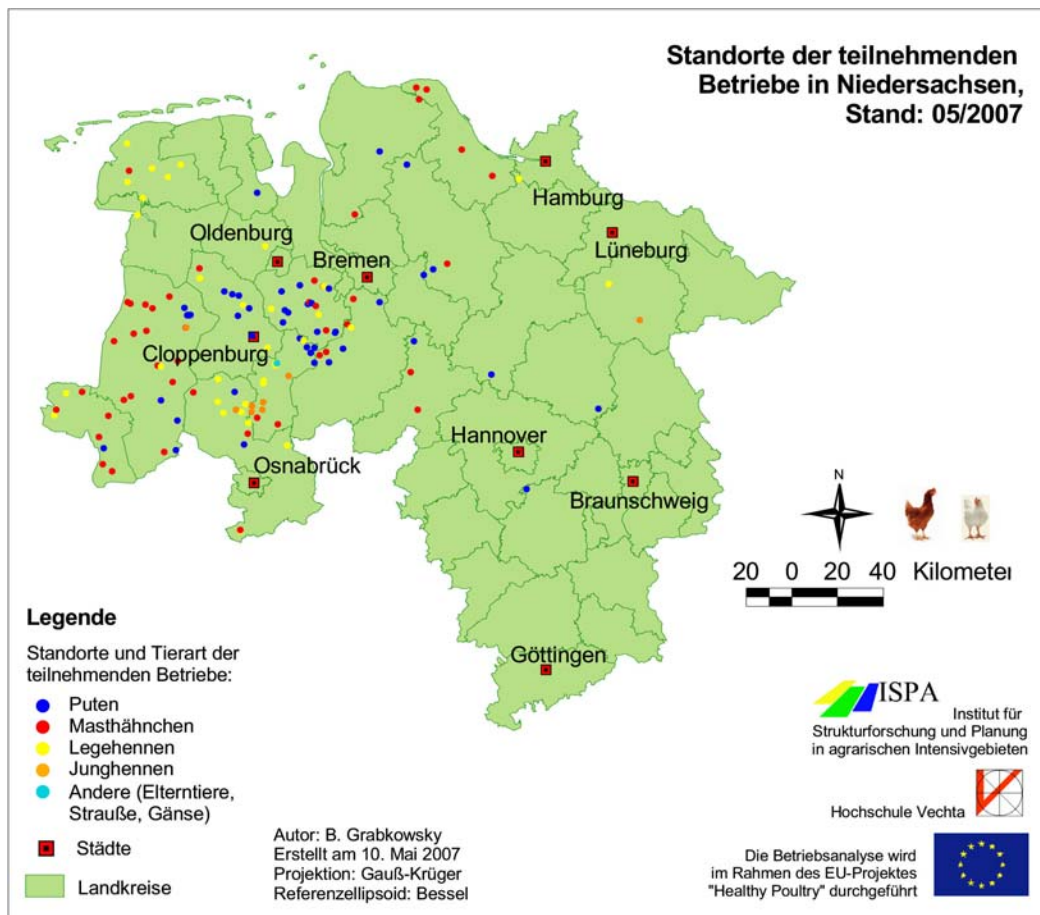 Standorte der teilnehmenden
Betriebe in Niedersachsen,
Stand: 05/2007
Hamburg
Lüneburg
Oldenburg
Bremen
Cloppenburg
Hannover
Osnabrück
Braunschweig
Göttingen
N
20 0 20 40 Kilometer
Legende
Standorte und Tierart der
teilnehmenden Betriebe:
Puten
Masthähnchen
Legehennen
Junghennen
Andere (Elterntiere,
Strauße, Gänse)
Städte
Landkreise
Autor: B. Grabkowsky
Erstellt am 10. Mai 2007
Projektion: Gauß-Krüger
Referenzellipsoid: Bessel
ISPA
Institut für
Strukturforschung und Planung
in agrarischen Intensivgebieten
Hochschule Vechta
Die Betriebsanalyse wird
im Rahmen des EU-Projektes
"Healthy Poultry" durchgeführt